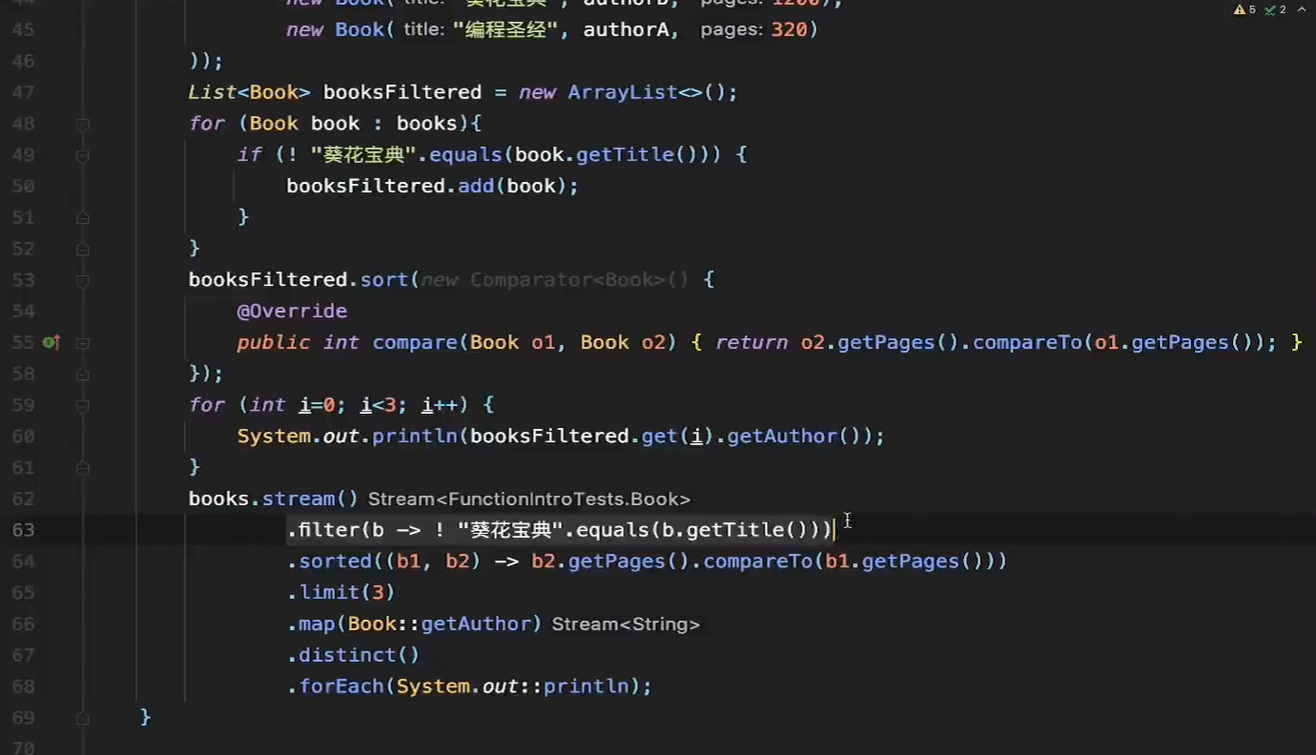 44 new Book( title: "葵花宝典", authorB, pages: 1200),
45 new Book( title: "编程圣经", authorA, pages: 320)
46 ));
47 List<Book> booksFiltered = new ArrayList<>();
48 for (Book book : books){
49 if (! "葵花宝典".equals(book.getTitle())) {
50 booksFiltered.add(book);
51 }
52 }
53 booksFiltered.sort(new Comparator<Book>() {
54 @Override
55 public int compare(Book o1, Book o2) { return o2.getPages().compareTo(o1.getPages()); }
58 });
59 for (int i=0; i<3; i++) {
60 System.out.println(booksFiltered.get(i).getAuthor());
61 }
62 books.stream() Stream<FunctionIntroTests.Book>
63 .filter(b -> ! "葵花宝典".equals(b.getTitle()))
64 .sorted((b1, b2) -> b2.getPages().compareTo(b1.getPages()))
65 .limit(3)
66 .map(Book::getAuthor) Stream<String>
67 .distinct()
68 .forEach(System.out::println);
69 }
70
5 2